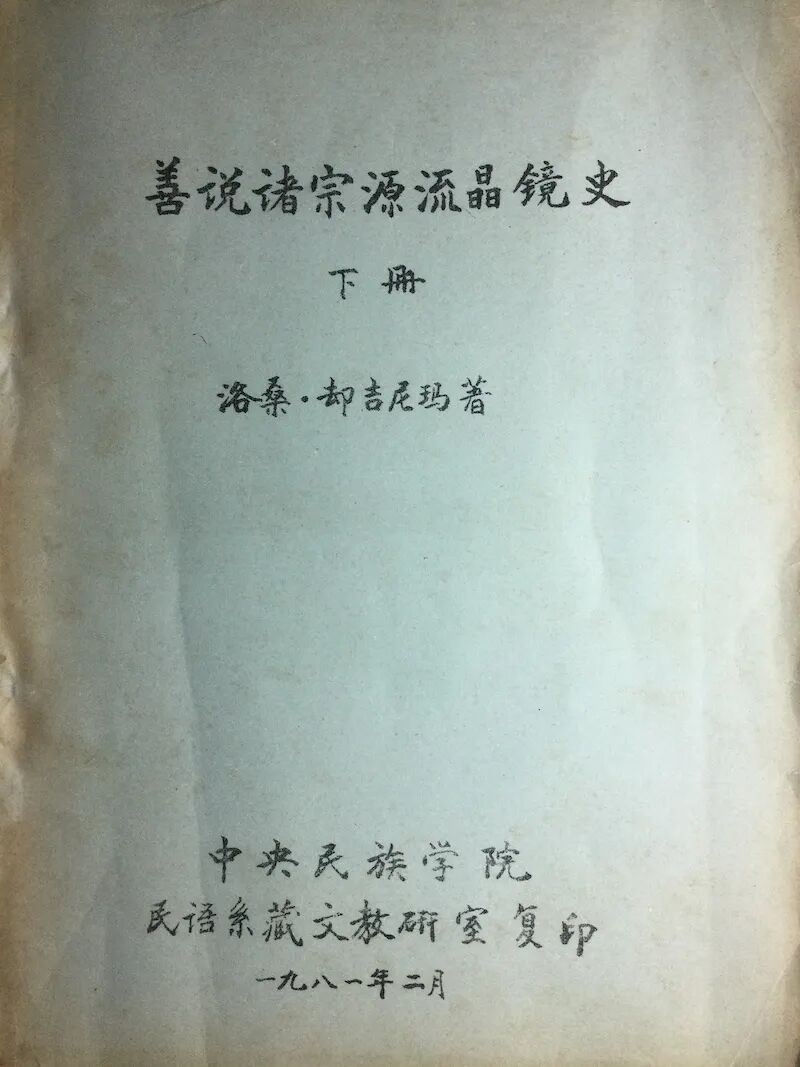 善说诸宗源流晶镜史
下册
洛桑·却吉尼玛著
中央民族学院
民语系藏文教研室复印
一九八一年二月